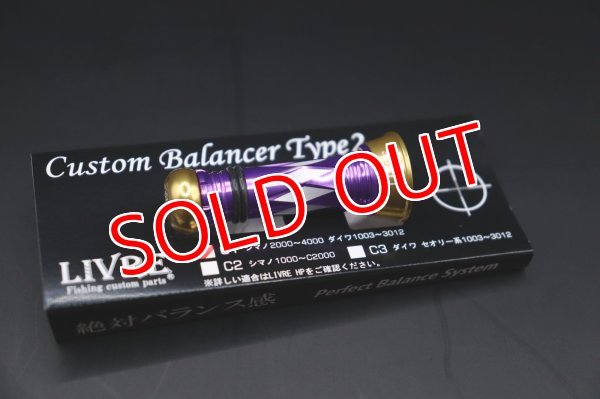 Custom Balancer Type2
SOLD OUT
シマノ2000～4000 ダイワ1003～3012
C2 シマノ1000～C2000
C3 ダイワ セオリー系1003～3012
※詳しい適合はLIVRE HPをご確認ください。
LIVRE
Fishing custom parts®
絶対バランス感
Perfect Balance System